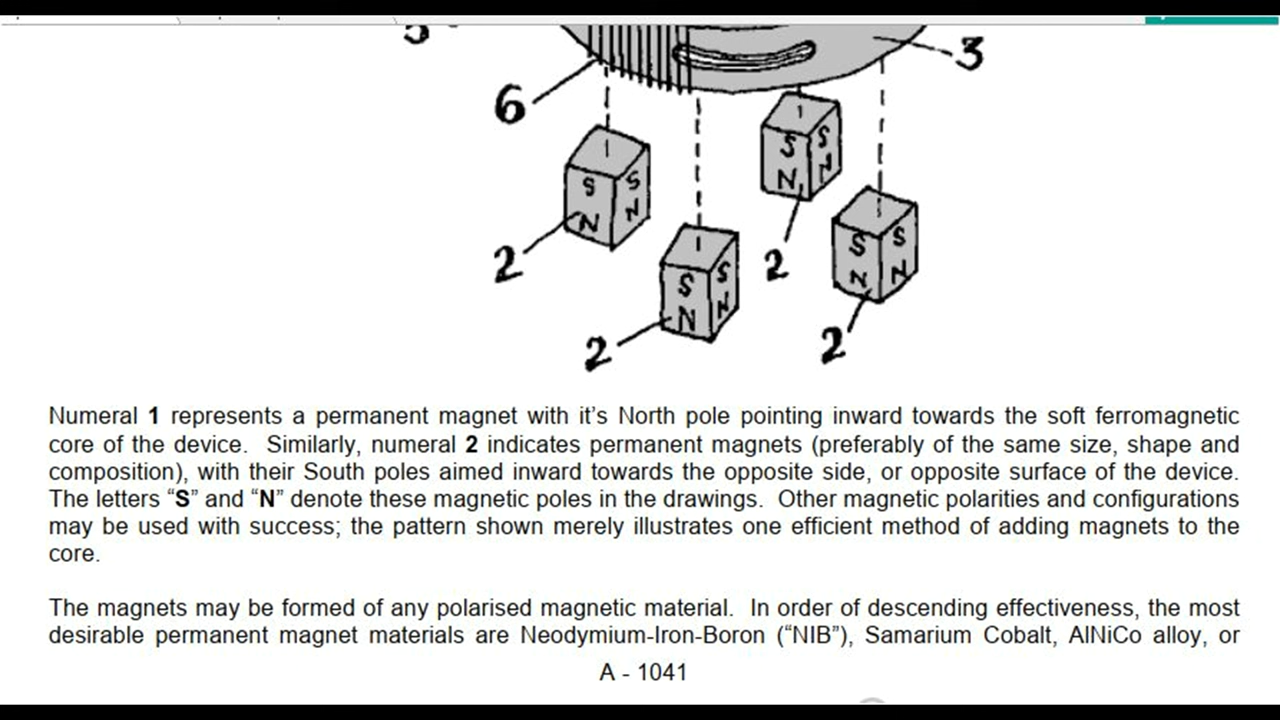 3
6
S S
N N
S S
N N
2
S S
N N
2
S S
N N
2
2
Numeral 1 represents a permanent magnet with it’s North pole pointing inward towards the soft ferromagnetic
core of the device. Similarly, numeral 2 indicates permanent magnets (preferably of the same size, shape and
composition), with their South poles aimed inward towards the opposite side, or opposite surface of the device.
The letters “S” and “N” denote these magnetic poles in the drawings. Other magnetic polarities and configurations
may be used with success; the pattern shown merely illustrates one efficient method of adding magnets to the
core.
The magnets may be formed of any polarised magnetic material. In order of descending effectiveness, the most
desirable permanent magnet materials are Neodymium-Iron-Boron (“NIB”), Samarium Cobalt, AlNiCo alloy, or
A - 1041